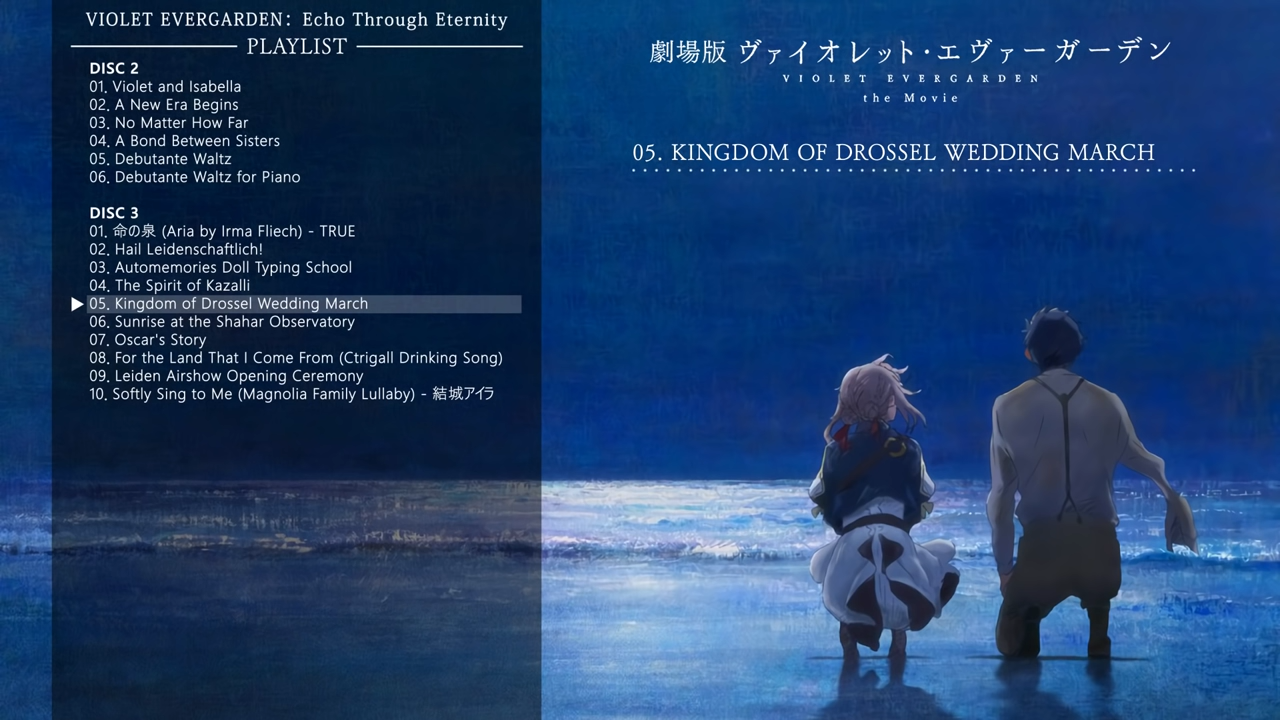 VIOLET EVERGARDEN: Echo Through Eternity
PLAYLIST
DISC 2
01. Violet and Isabella
02. A New Era Begins
03. No Matter How Far
04. A Bond Between Sisters
05. Debutante Waltz
06. Debutante Waltz for Piano
DISC 3
01. 命の泉 (Aria by Irma Fliech) - TRUE
02. Hail Leidenschaftlich!
03. Automemories Doll Typing School
04. The Spirit of Kazalli
05. Kingdom of Drossel Wedding March
06. Sunrise at the Shahar Observatory
07. Oscar's Story
08. For the Land That I Come From (Ctrigall Drinking Song)
09. Leiden Airshow Opening Ceremony
10. Softly Sing to Me (Magnolia Family Lullaby) - 結城アイラ
劇場版 ヴァイオレット・エヴァーガーデン
VIOLET EVERGARDEN
the Movie
05. KINGDOM OF DROSSEL WEDDING MARCH